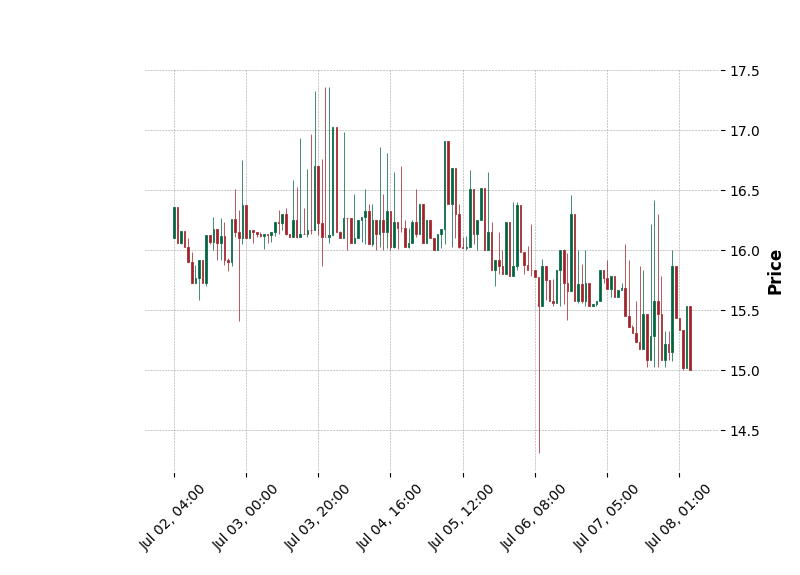 17.5
17.0
16.5
16.0
15.5
15.0
14.5
Price
Jul 02, 04:00
Jul 03, 00:00
Jul 03, 20:00
Jul 04, 16:00
Jul 05, 12:00
Jul 06, 08:00
Jul 07, 05:00
Jul 08, 01:00